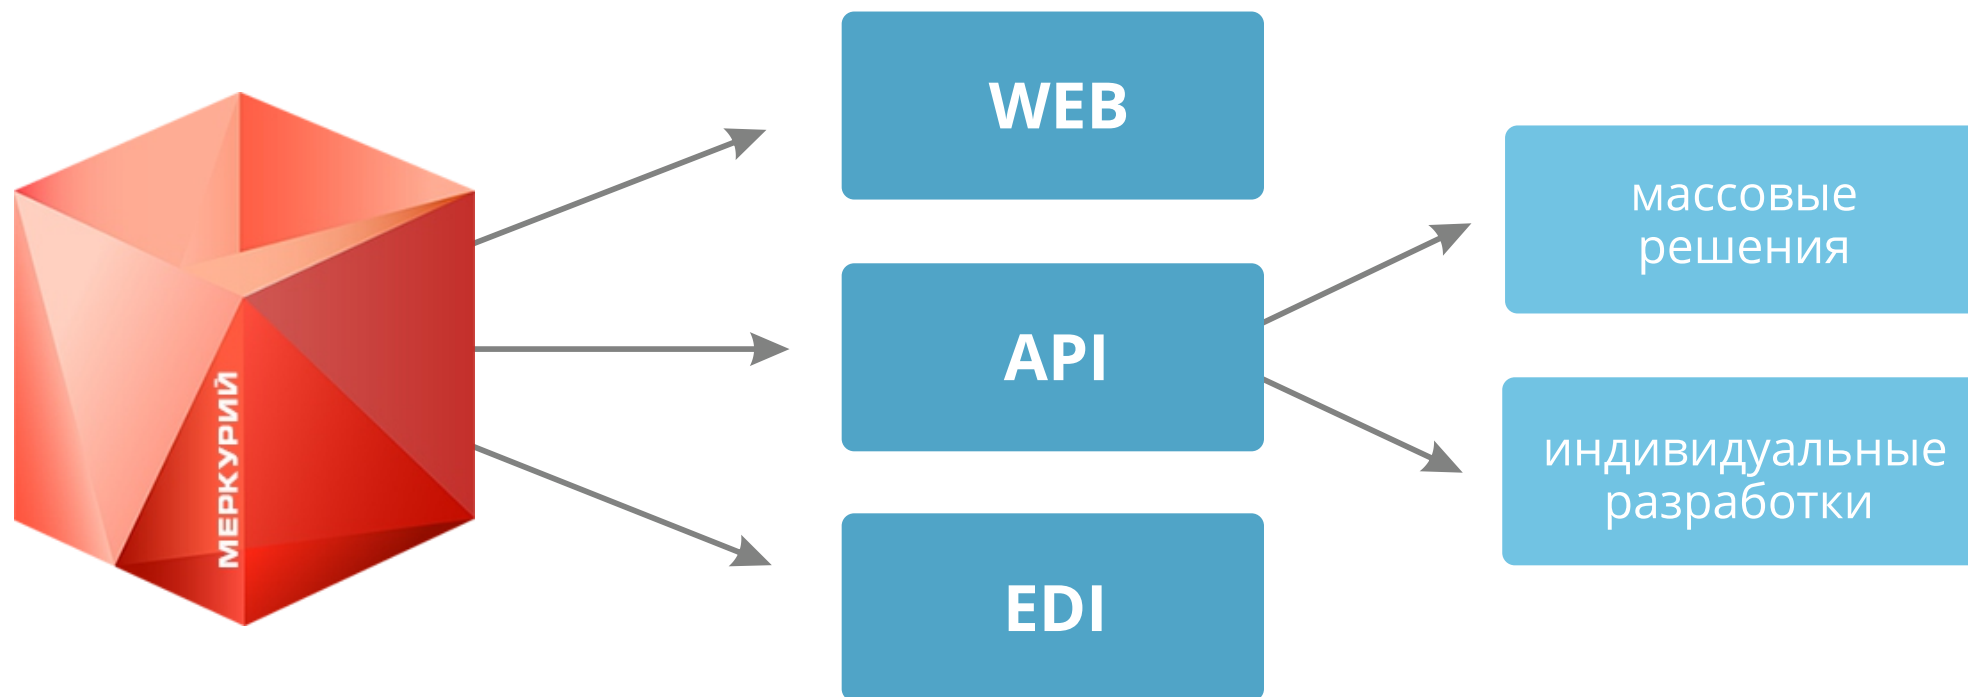 МЕРКУРИЙ
WEB
API
EDI
массовые
решения
индивидуальные
разработки